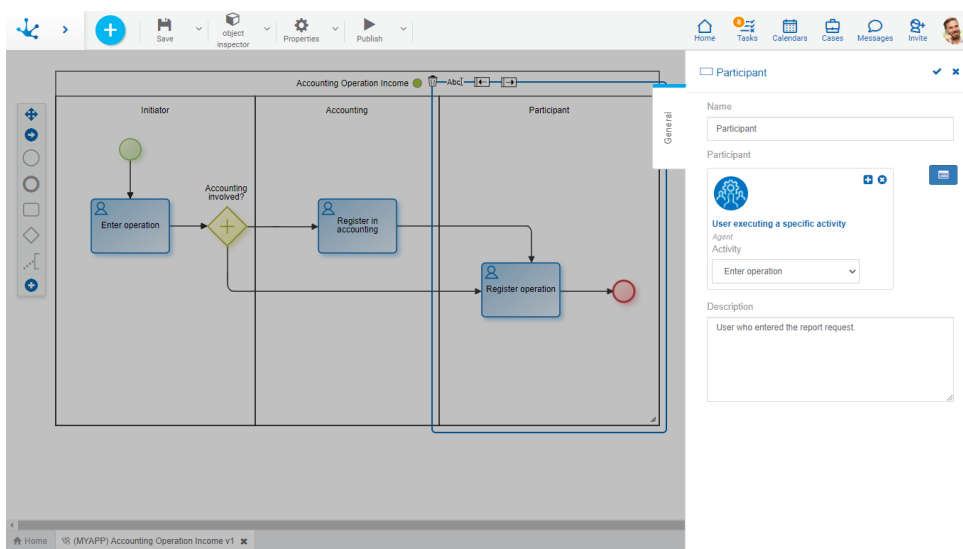 Save
object
inspector
Properties
Publish
Home
6
Tasks
Calendars
Cases
Messages
Invite
Accounting Operation Income
Abc
Initiator
Accounting
Participant
Enter operation
Accounting
involved?
Register in
accounting
Register operation
General
Participant
Name
Participant
Participant
User executing a specific activity
Agent
Activity
Enter operation
Description
User who entered the report request.
Home
(MYAPP) Accounting Operation Income v1